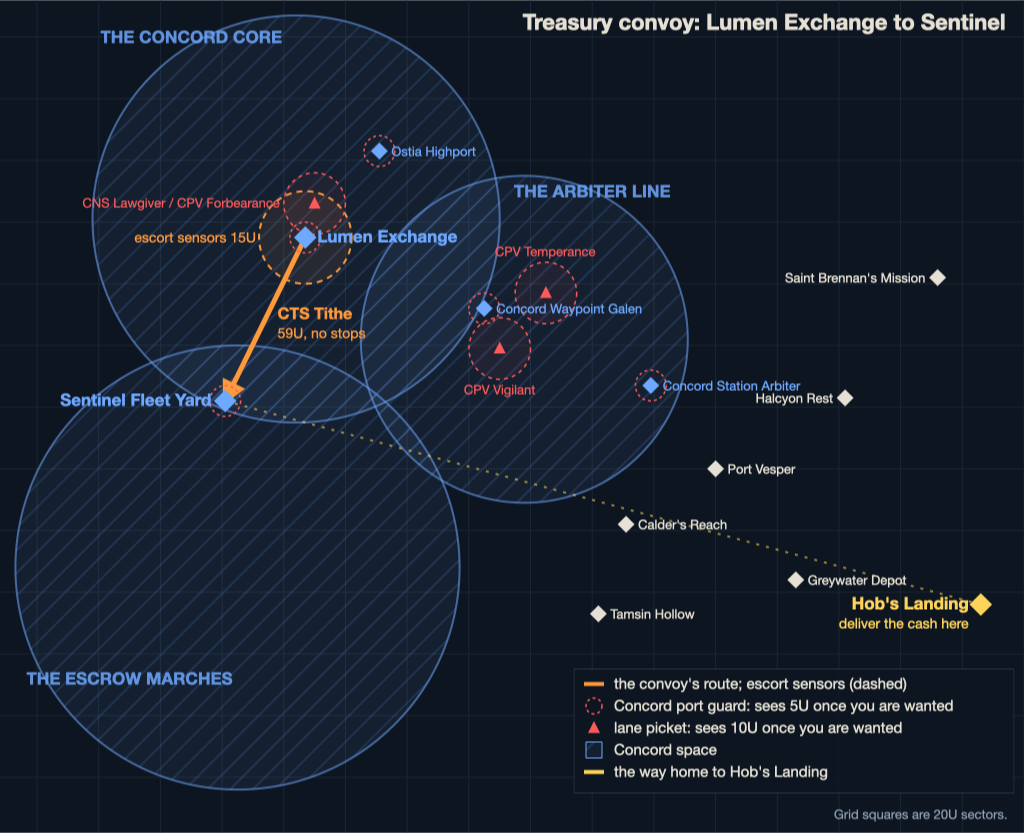 Treasury convoy: Lumen Exchange to Sentinel
THE CONCORD CORE
Ostia Highport
THE ARBITER LINE
CNS Lawgiver / CPV Forbearance
escort sensors 15U
Lumen Exchange
CPV Temperance
Saint Brennan's Mission
CTS Tithe
59U, no stops
Concord Waypoint Galen
CPV Vigilant
Concord Station Arbiter
Halcyon Rest
Sentinel Fleet Yard
Port Vesper
Calder's Reach
Greywater Depot
Hob's Landing
deliver the cash here
Tamsin Hollow
THE ESCROW MARCHES
the convoy's route; escort sensors (dashed)
Concord port guard: sees 5U once you are wanted
lane picket: sees 10U once you are wanted
Concord space
the way home to Hob's Landing
Grid squares are 20U sectors.